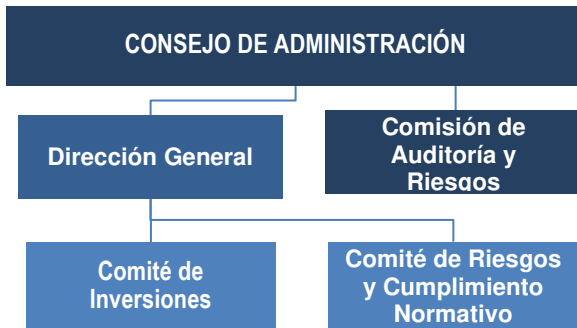 CONSEJO DE ADMINISTRACIÓN
Dirección General
Comisión de
Auditoría y
Riesgos
Comité de
Inversiones
Comité de Riesgos
y Cumplimiento
Normativo